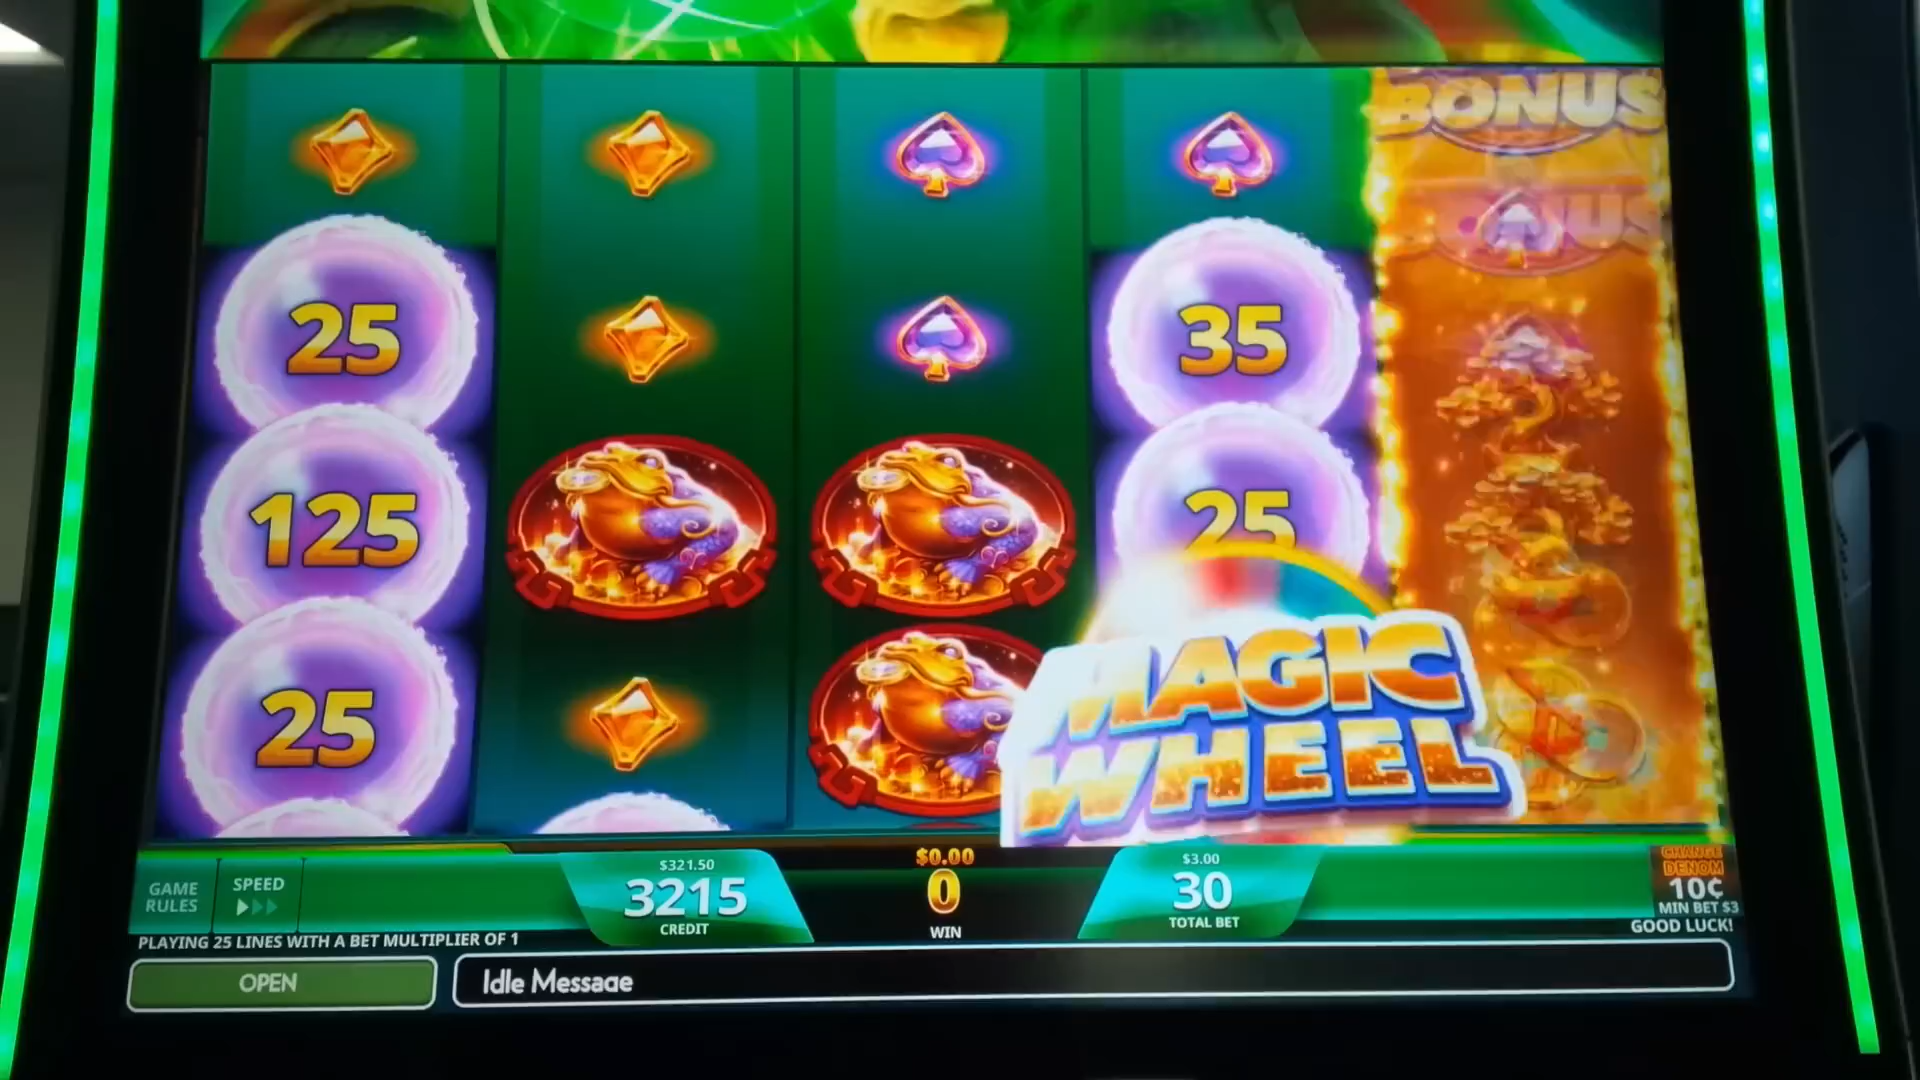 BONUS
25
35
125
25
25
MAGIC
WHEEL
$321.50
3215
CREDIT
$0.00
0
WIN
$3.00
30
TOTAL BET
GAME
RULES
SPEED
CHANGE
DENOM
10¢
MIN BET $3
GOOD LUCK!
PLAYING 25 LINES WITH A BET MULTIPLIER OF 1
OPEN
Idle Message